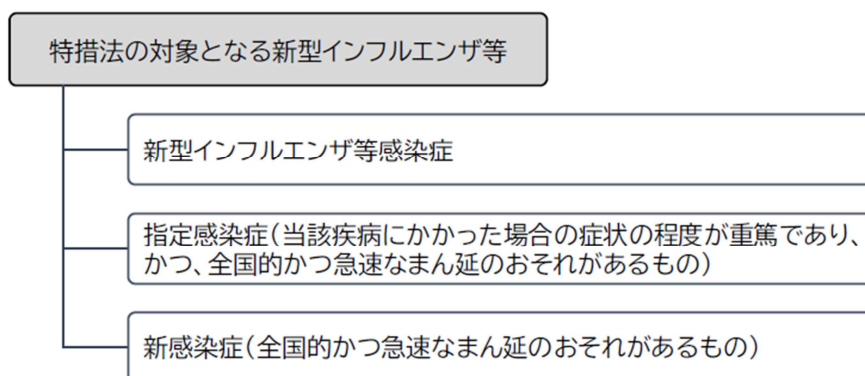 特措法の対象となる新型インフルエンザ等
新型インフルエンザ等感染症
指定感染症（当該疾病にかかった場合の症状の程度が重篤であり、
かつ、全国的かつ急速なまん延のおそれがあるもの）
新感染症（全国的かつ急速なまん延のおそれがあるもの）